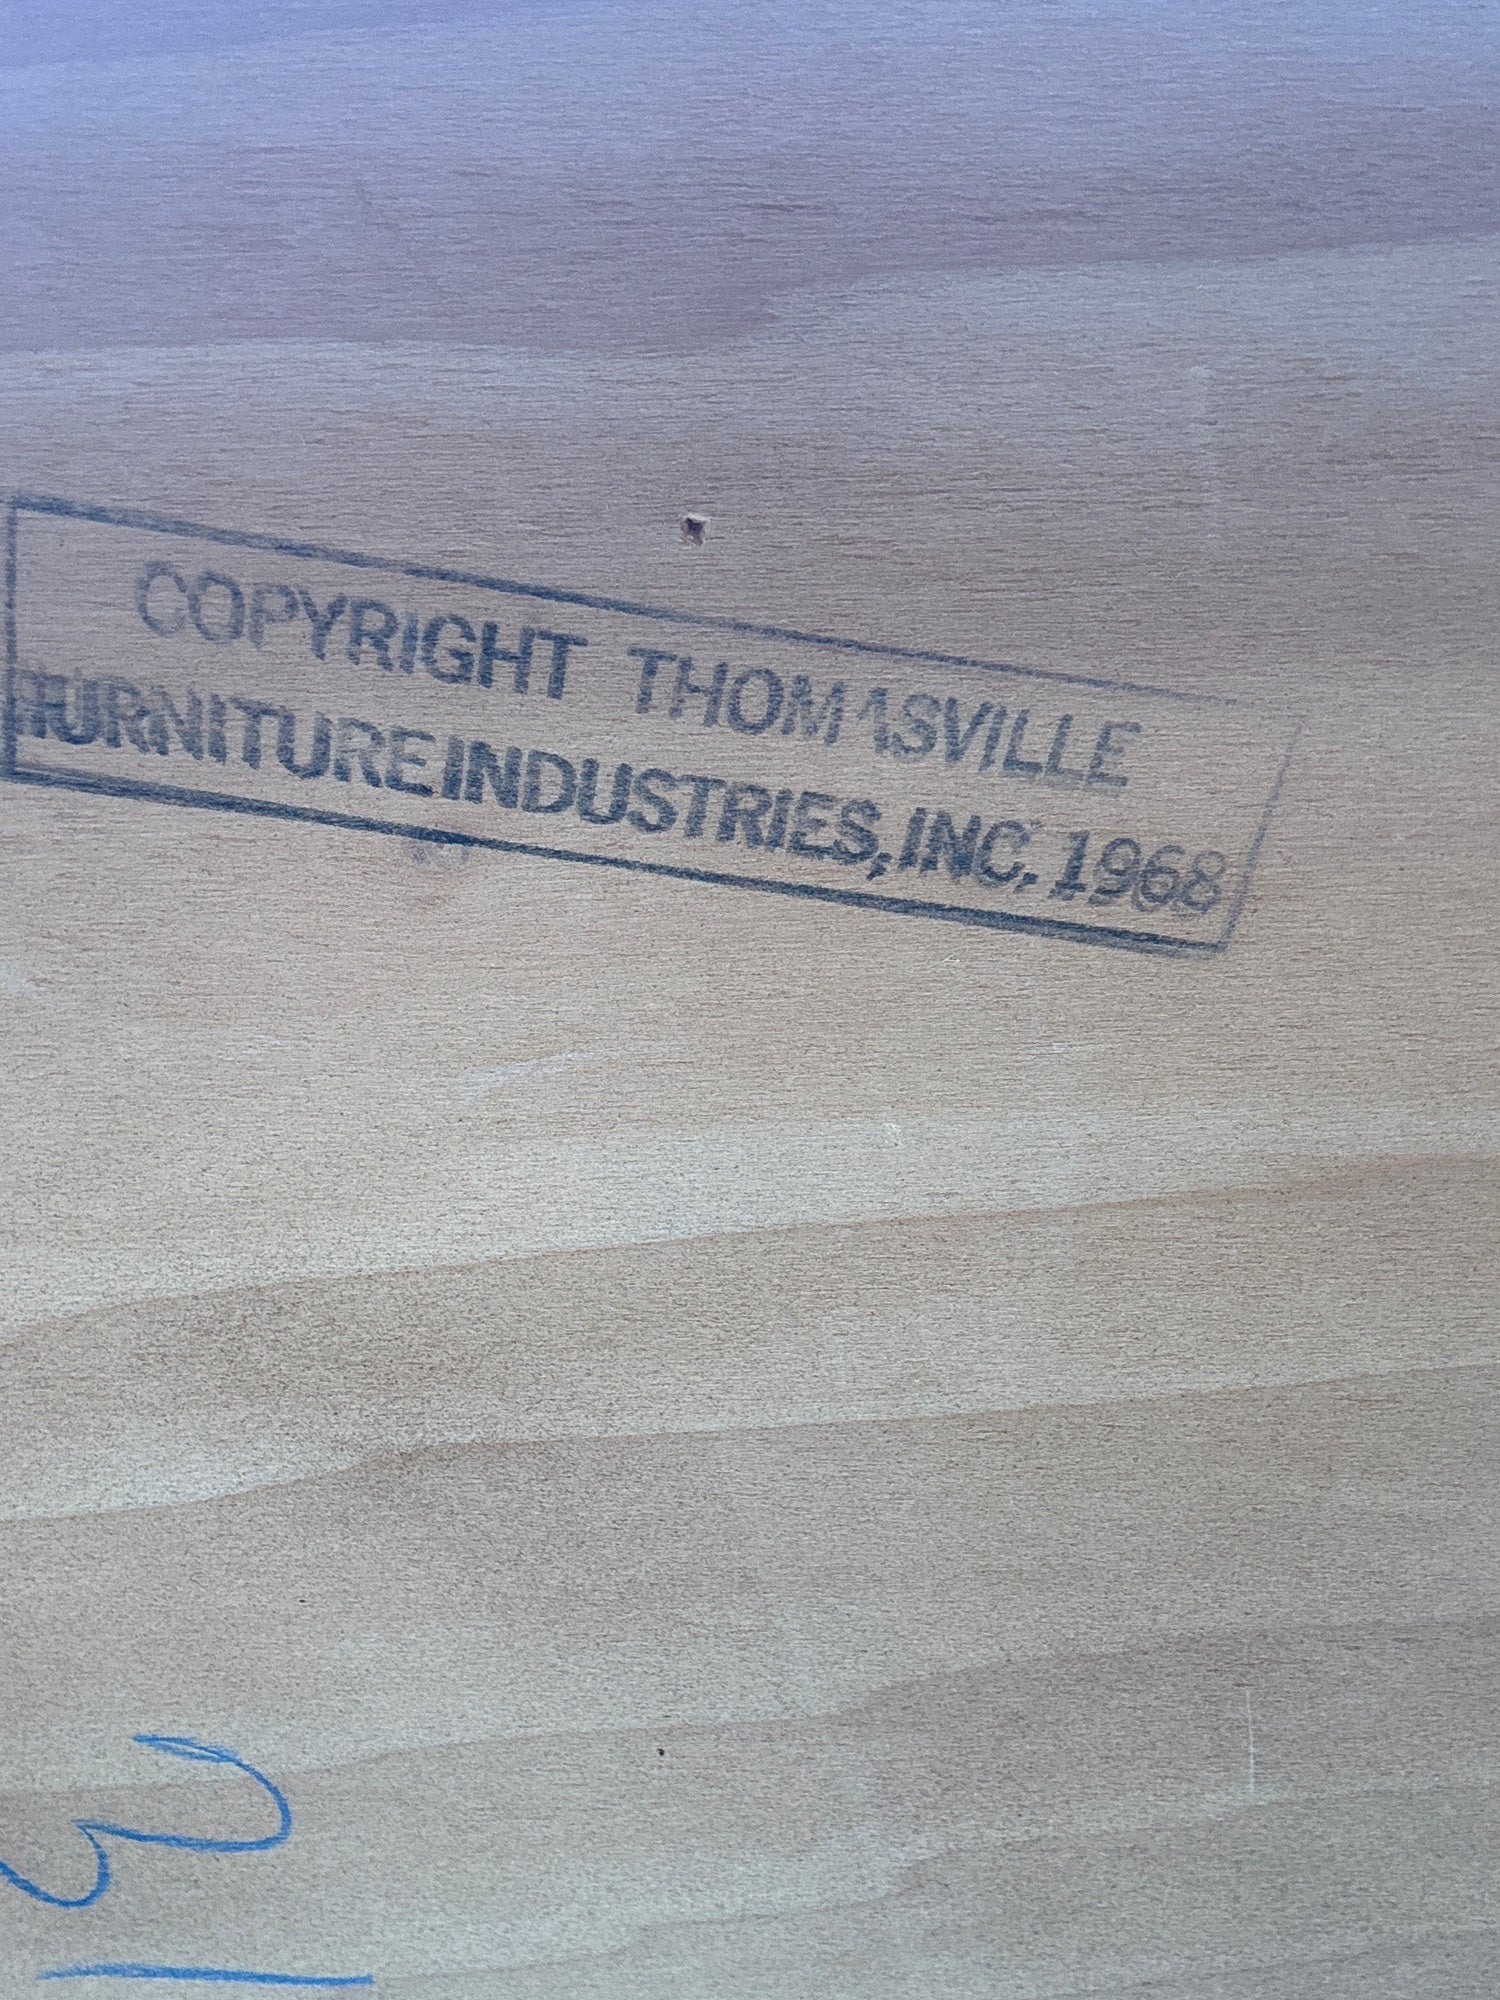 COPYRIGHT THOMASVILLE
FURNITURE INDUSTRIES, INC. 1968